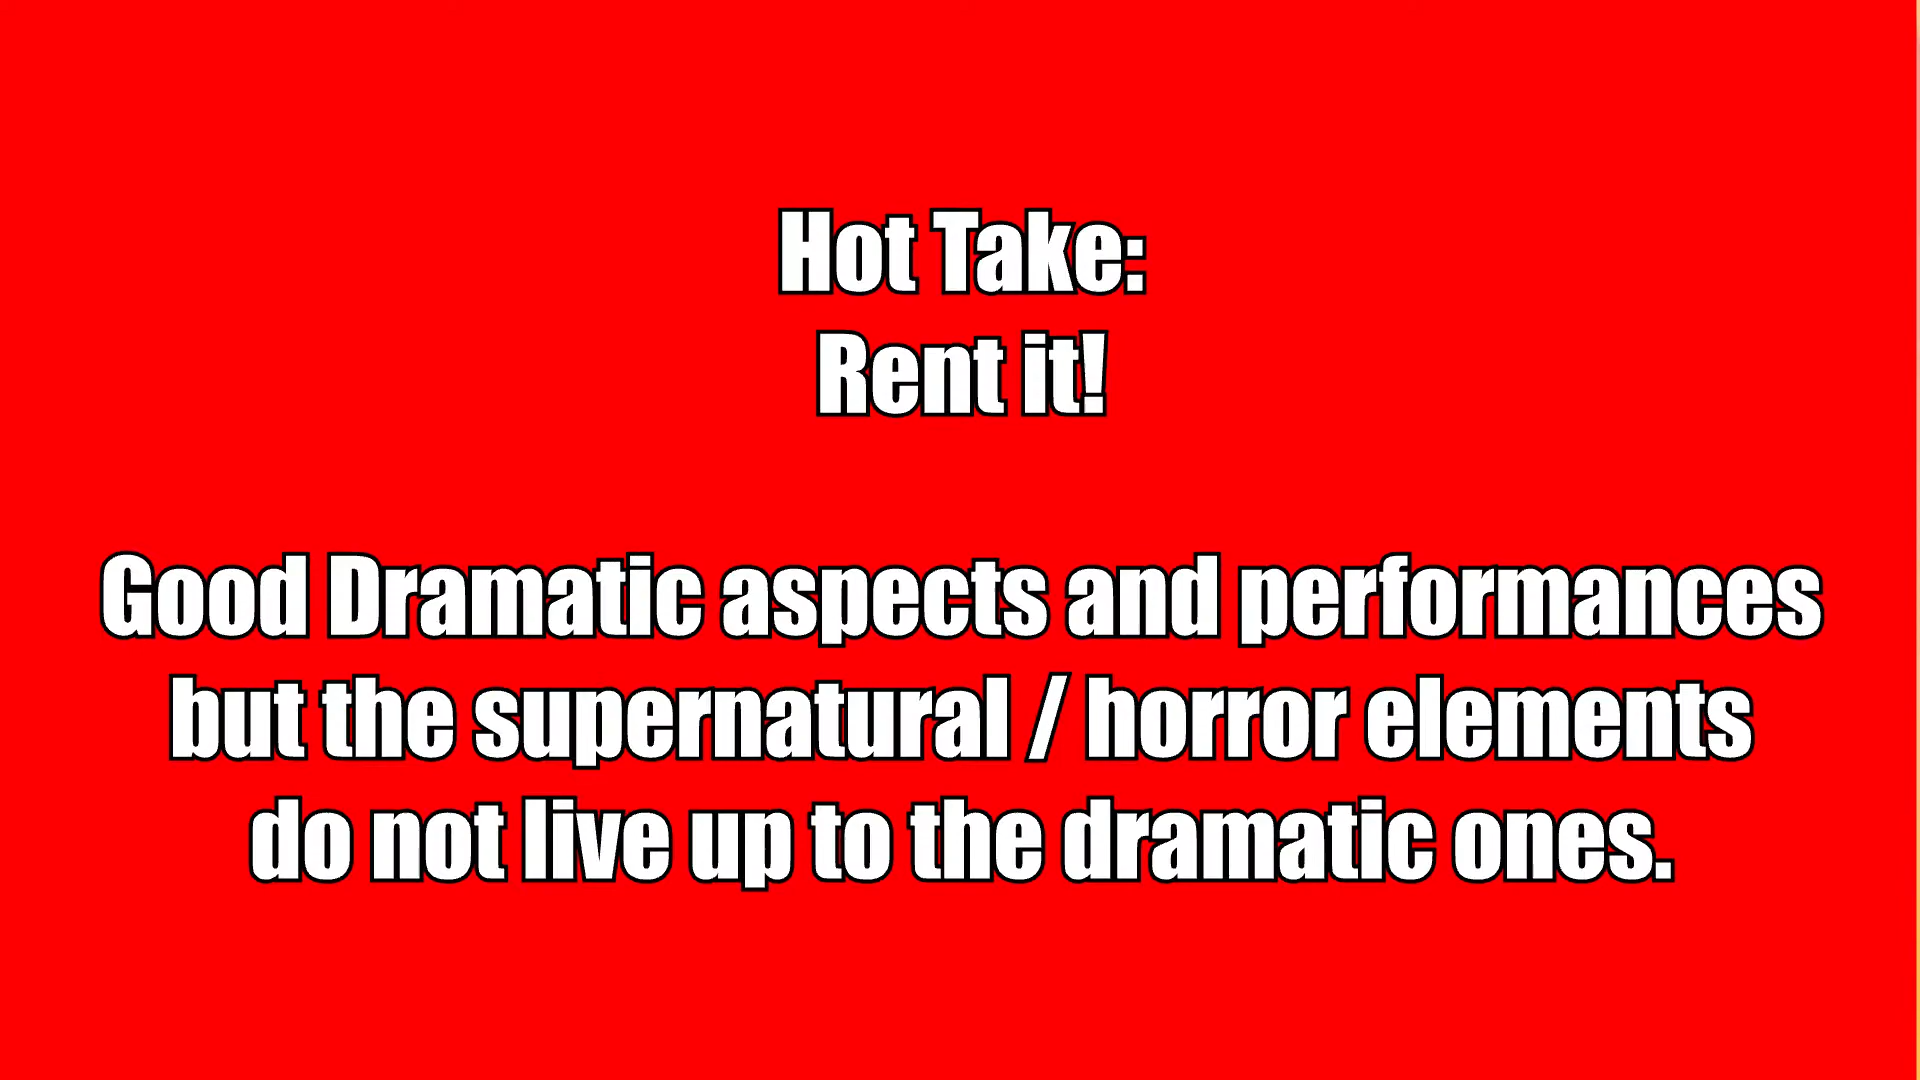 Hot Take:
Rent it!
Good Dramatic aspects and performances
but the supernatural / horror elements
do not live up to the dramatic ones.